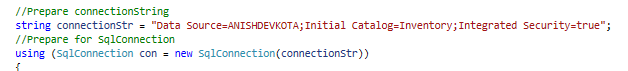 //Prepare connectionString
string connectionStr = "Data Source=ANISHDEVKOTA;Initial Catalog=Inventory;Integrated Security=true";
//Prepare for SqlConnection
using (SqlConnection con = new SqlConnection(connectionStr))
{